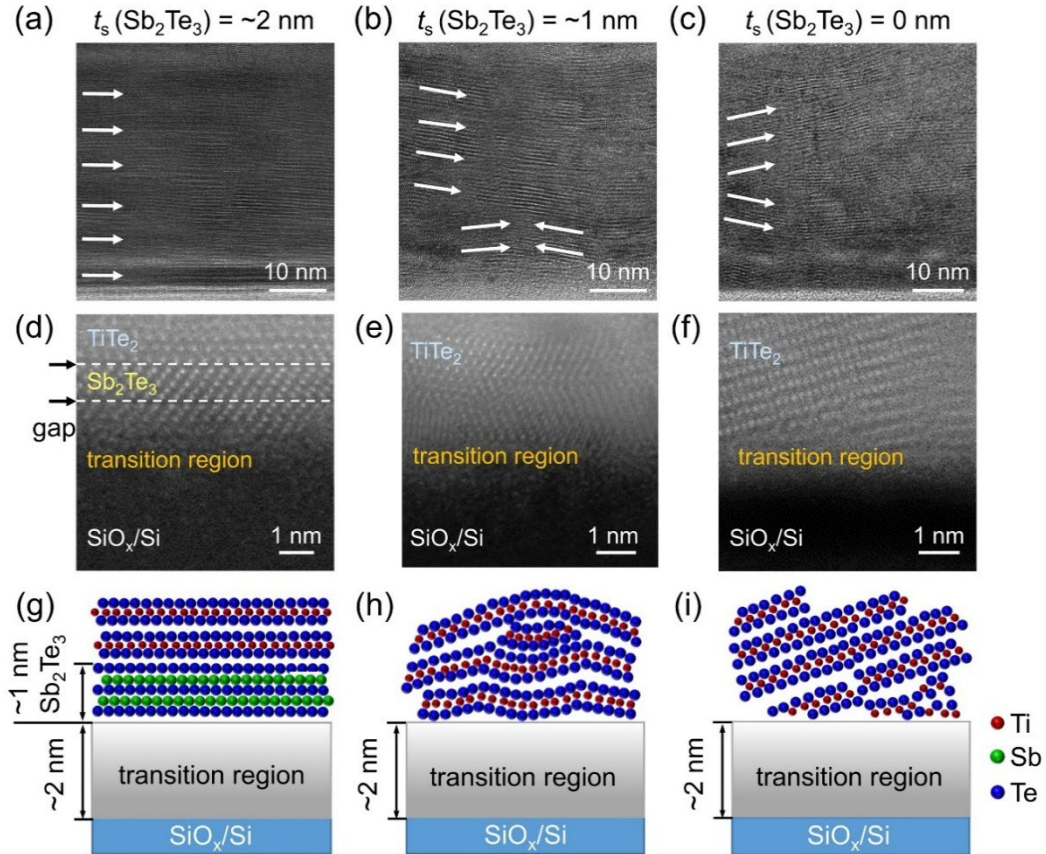 (a) tₛ (Sb₂Te₃) = ~2 nm
(b) tₛ (Sb₂Te₃) = ~1 nm
(c) tₛ (Sb₂Te₃) = 0 nm
10 nm
10 nm
10 nm
(d)
TiTe₂
Sb₂Te₃
gap
transition region
SiOₓ/Si
1 nm
(e)
TiTe₂
transition region
SiOₓ/Si
1 nm
(f)
TiTe₂
transition region
SiOₓ/Si
1 nm
(g)
~1 nm
Sb₂Te₃
~2 nm
transition region
SiOₓ/Si
(h)
~2 nm
transition region
SiOₓ/Si
(i)
~2 nm
transition region
SiOₓ/Si
Ti
Sb
Te